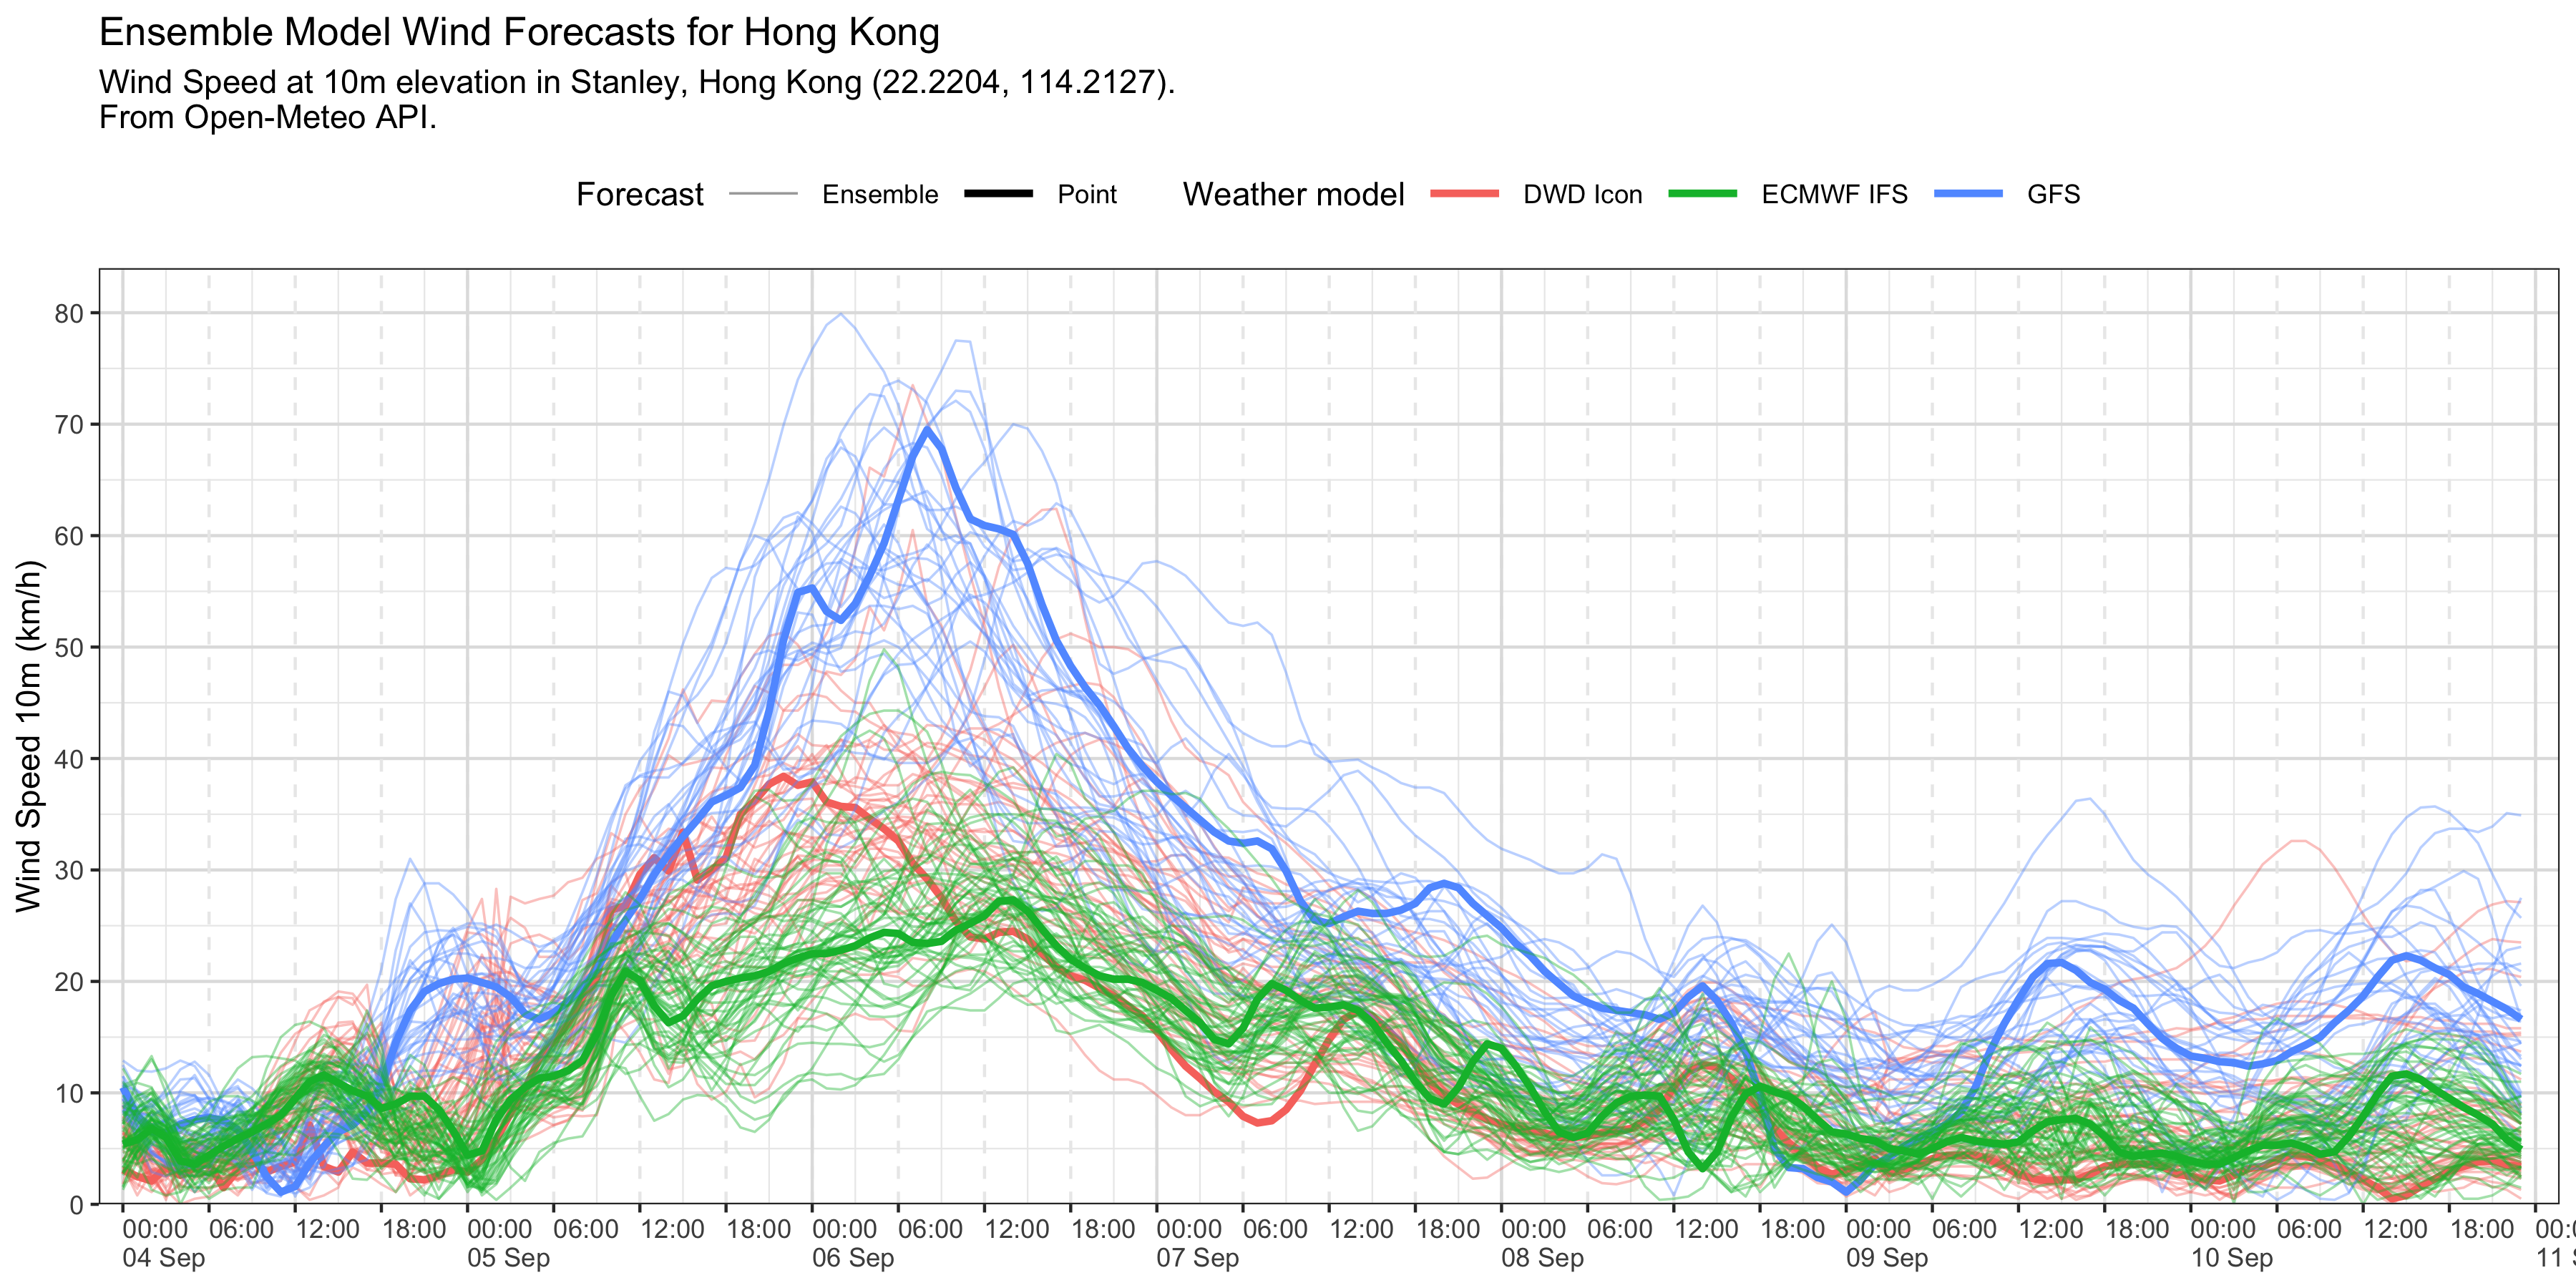 Ensemble Model Wind Forecasts for Hong Kong
Wind Speed at 10m elevation in Stanley, Hong Kong (22.2204, 114.2127).
From Open-Meteo API.
Forecast Ensemble Point Weather model DWD Icon ECMWF IFS GFS
Wind Speed 10m (km/h)
80
70
60
50
40
30
20
10
0
00:00 06:00 12:00 18:00 00:00 06:00 12:00 18:00 00:00 06:00 12:00 18:00 00:00 06:00 12:00 18:00 00:00 06:00 12:00 18:00 00:00 06:00 12:00 18:00 00:00 06:00 12:00 18:00 00:0
04 Sep 05 Sep 06 Sep 07 Sep 08 Sep 09 Sep 10 Sep 11 S